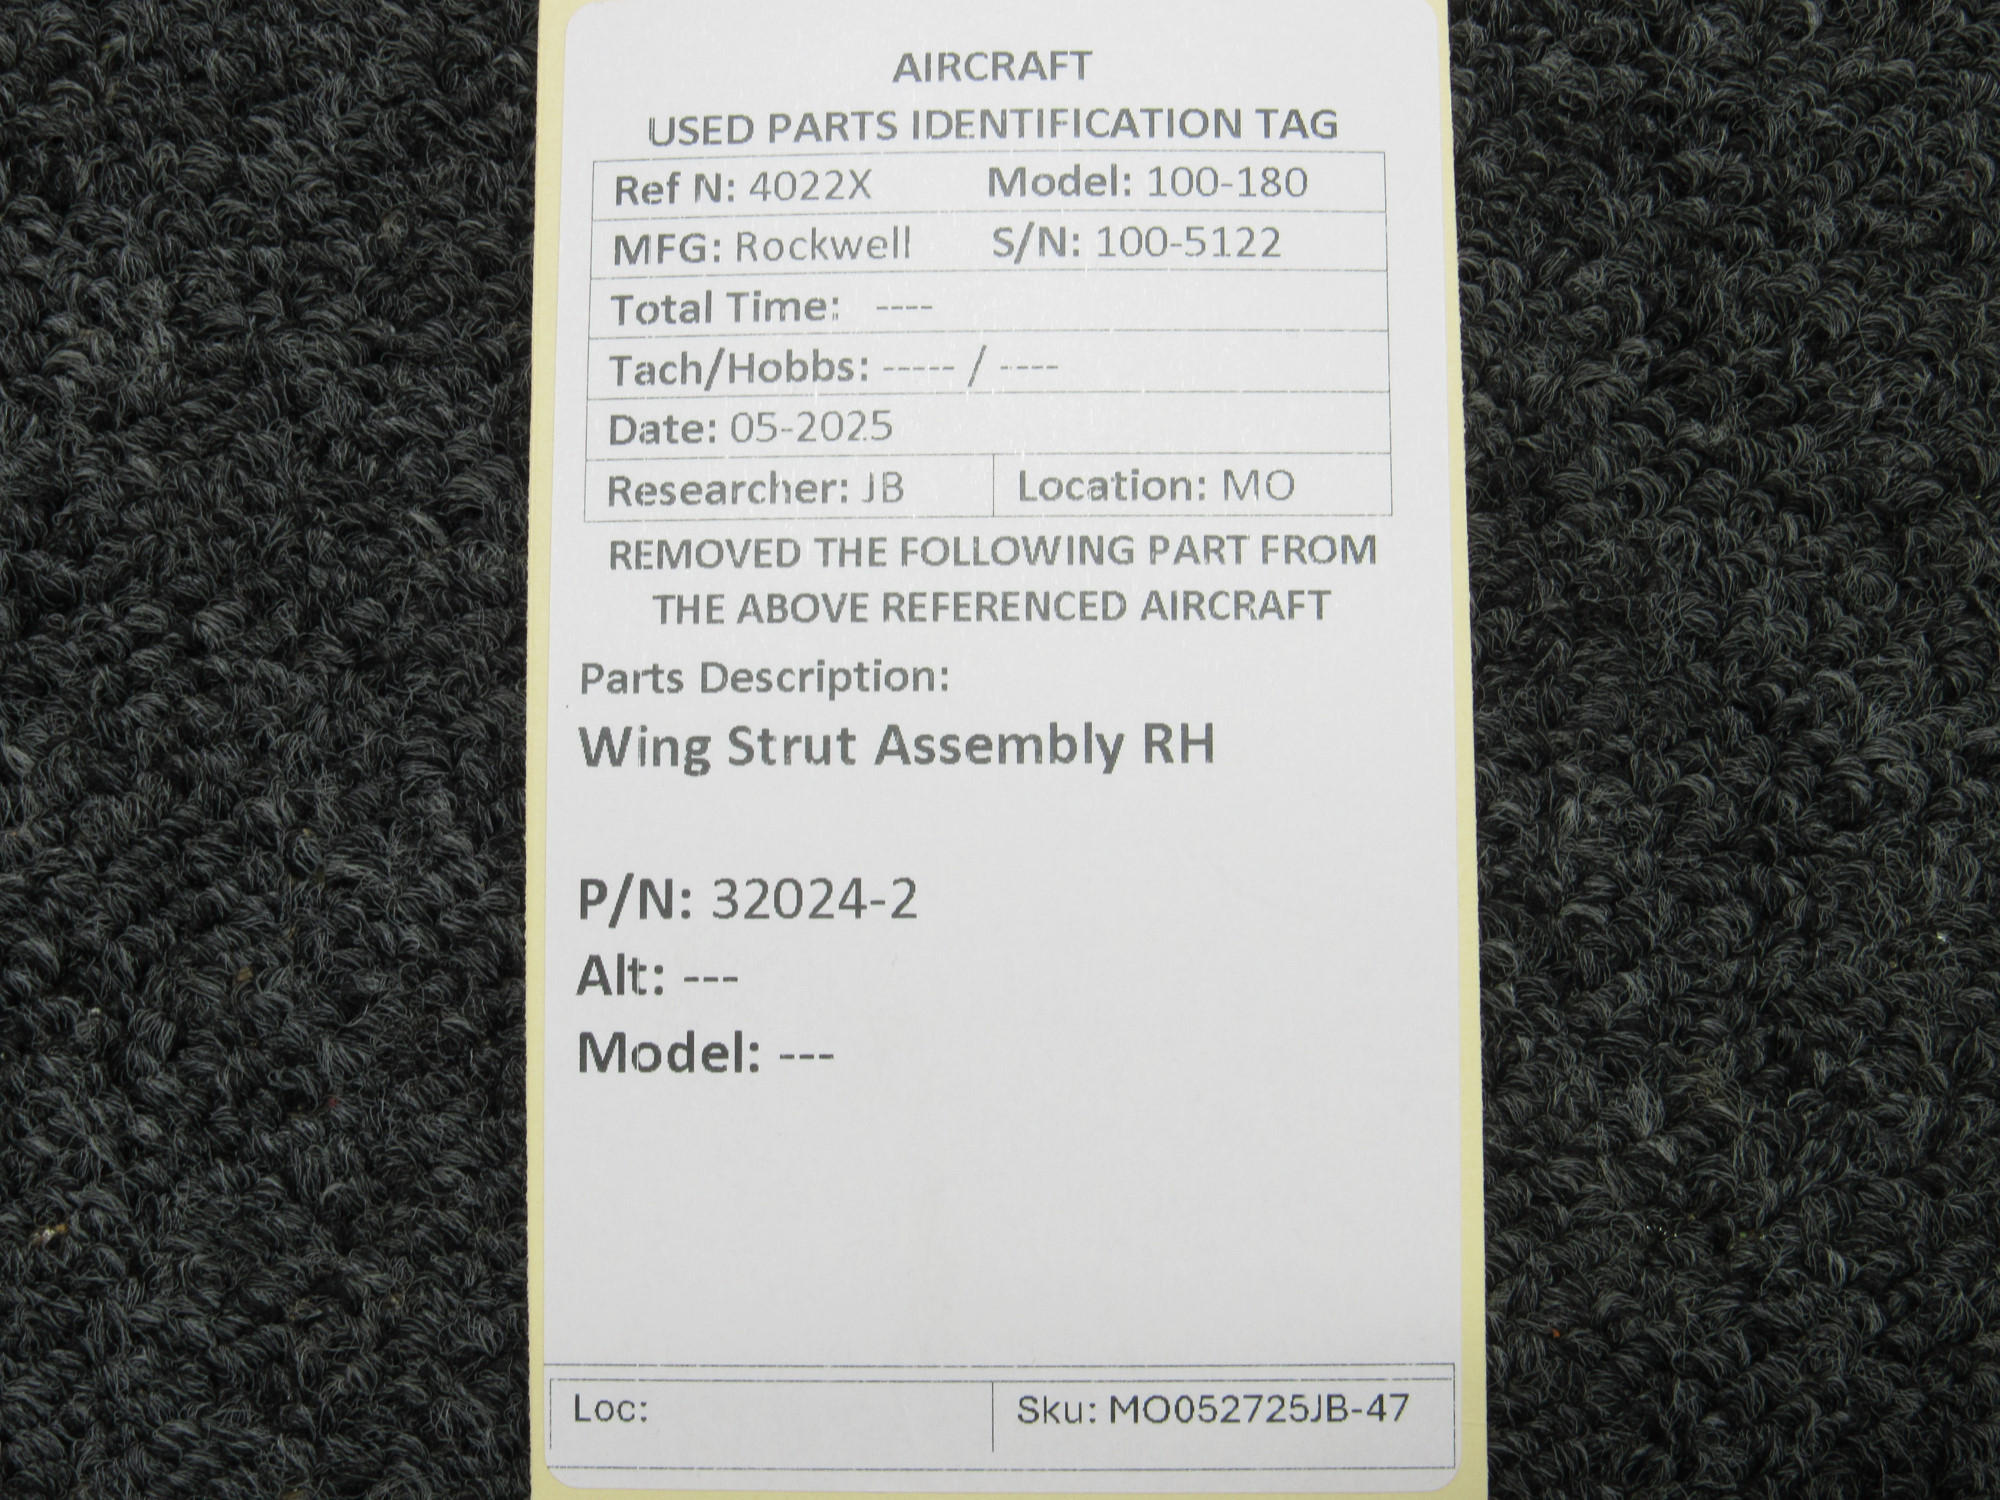 AIRCRAFT
USED PARTS IDENTIFICATION TAG
Ref N: 4022X Model: 100-180
MFG: Rockwell S/N: 100-5122
Total Time: ----
Tach/Hobbs: ----- / ----
Date: 05-2025
Researcher: JB Location: MO
REMOVED THE FOLLOWING PART FROM
THE ABOVE REFERENCED AIRCRAFT
Parts Description:
Wing Strut Assembly RH
P/N: 32024-2
Alt: ---
Model: ---
Loc: Sku: MO052725JB-47